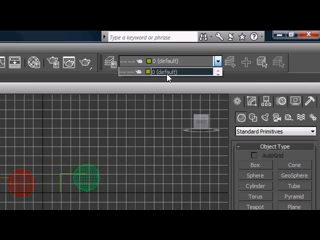 Type a keyword or phrase
0 (default)
0 (default)
Standard Primitives
Object Type
AutoGrid
Box Cone
Sphere GeoSphere
Cylinder Tube
Torus Pyramid
Teapot Plane